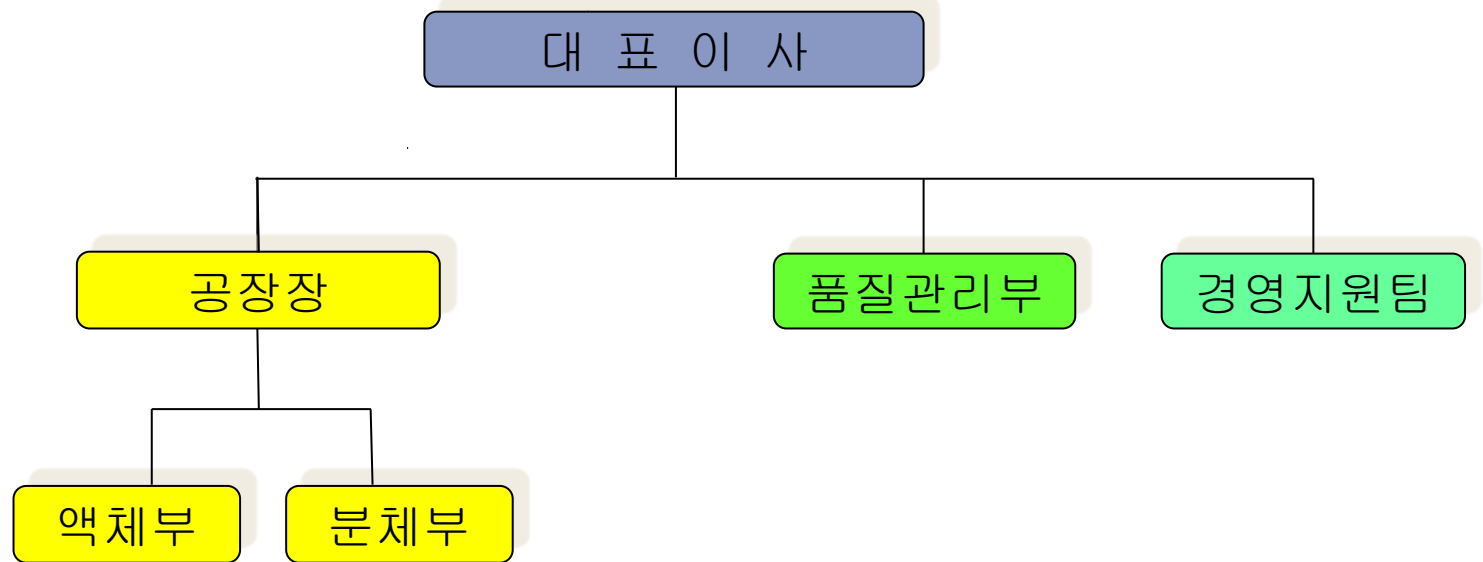 대 표 이 사
공장장
품질관리부
경영지원팀
액체부
분체부